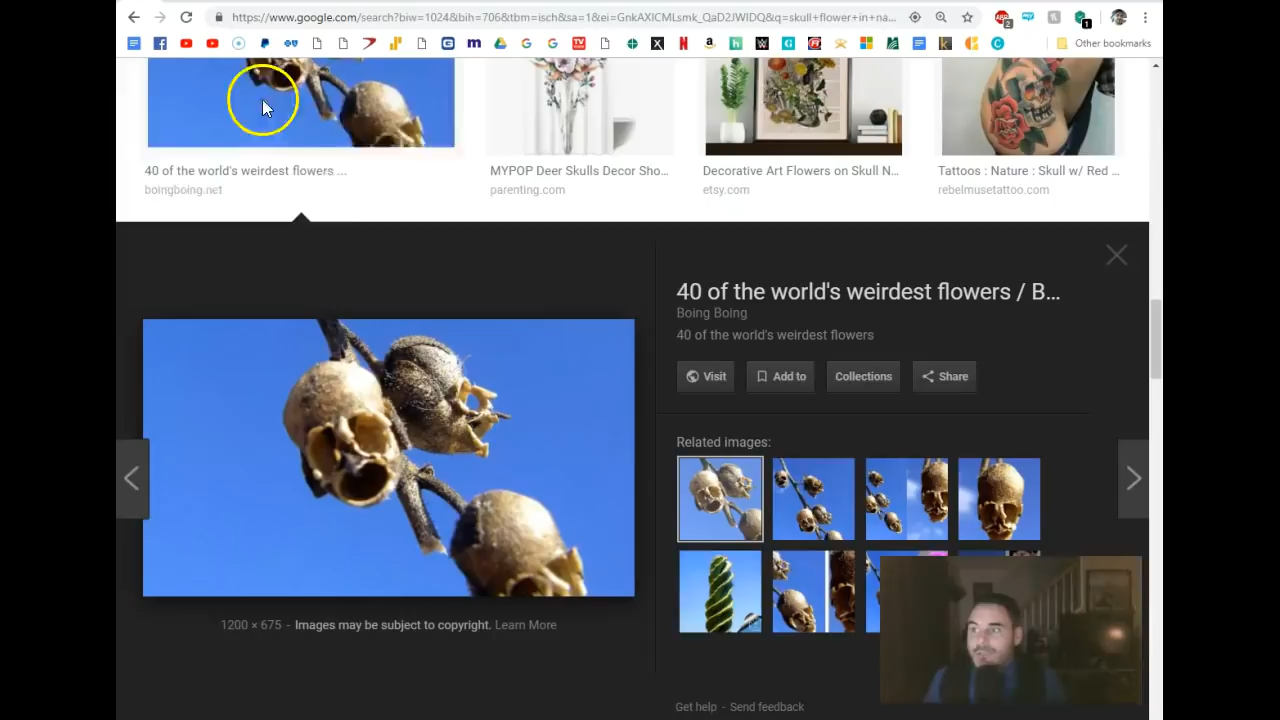 https://www.google.com/search?biw=1024&bih=706&tbm=isch&sa=1&ei=GnkAXICMLsmk_QaD2JWIDQ&q=skull+flower+in+na...
Other bookmarks
40 of the world's weirdest flowers ...
boingboing.net
MYPOP Deer Skulls Decor Sho...
parenting.com
Decorative Art Flowers on Skull N...
etsy.com
Tattoos : Nature : Skull w/ Red ...
rebelmusetattoo.com
40 of the world's weirdest flowers / B...
Boing Boing
40 of the world's weirdest flowers
Visit
Add to
Collections
Share
Related images:
1200 × 675 - Images may be subject to copyright. Learn More
Get help - Send feedback